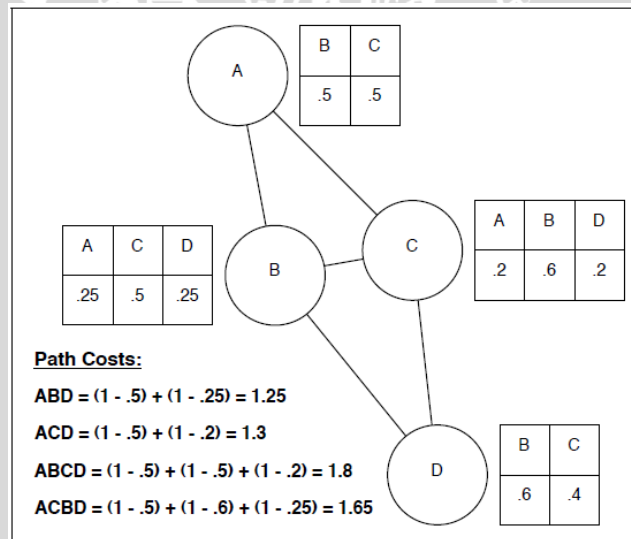 A
B C
.5 .5
A B D
.2 .6 .2
C
A C D
.25 .5 .25
B
Path Costs:
ABD = (1 - .5) + (1 - .25) = 1.25
ACD = (1 - .5) + (1 - .2) = 1.3
ABCD = (1 - .5) + (1 - .5) + (1 - .2) = 1.8
ACBD = (1 - .5) + (1 - .6) + (1 - .25) = 1.65
D
B C
.6 .4